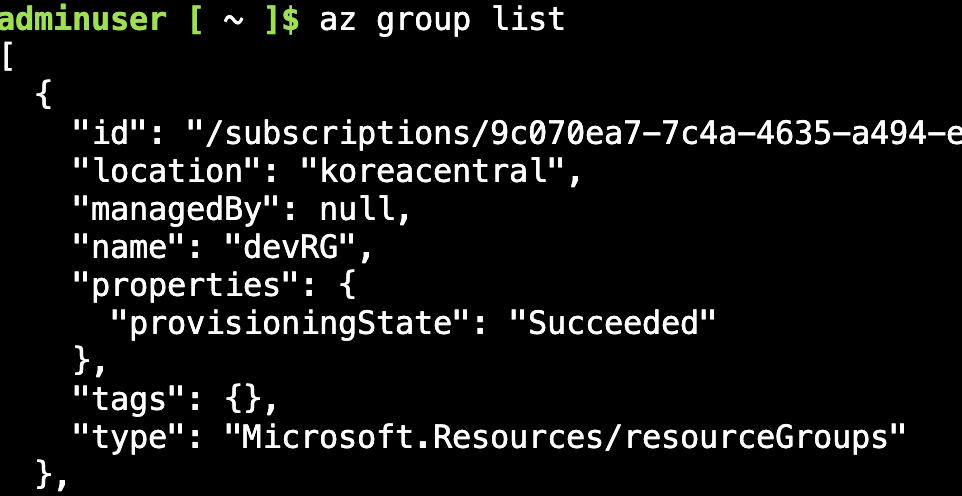 adminuser [ ~ ]$ az group list
[
  {
    "id": "/subscriptions/9c070ea7-7c4a-4635-a494-e
    "location": "koreacentral",
    "managedBy": null,
    "name": "devRG",
    "properties": {
      "provisioningState": "Succeeded"
    },
    "tags": {},
    "type": "Microsoft.Resources/resourceGroups"
  },